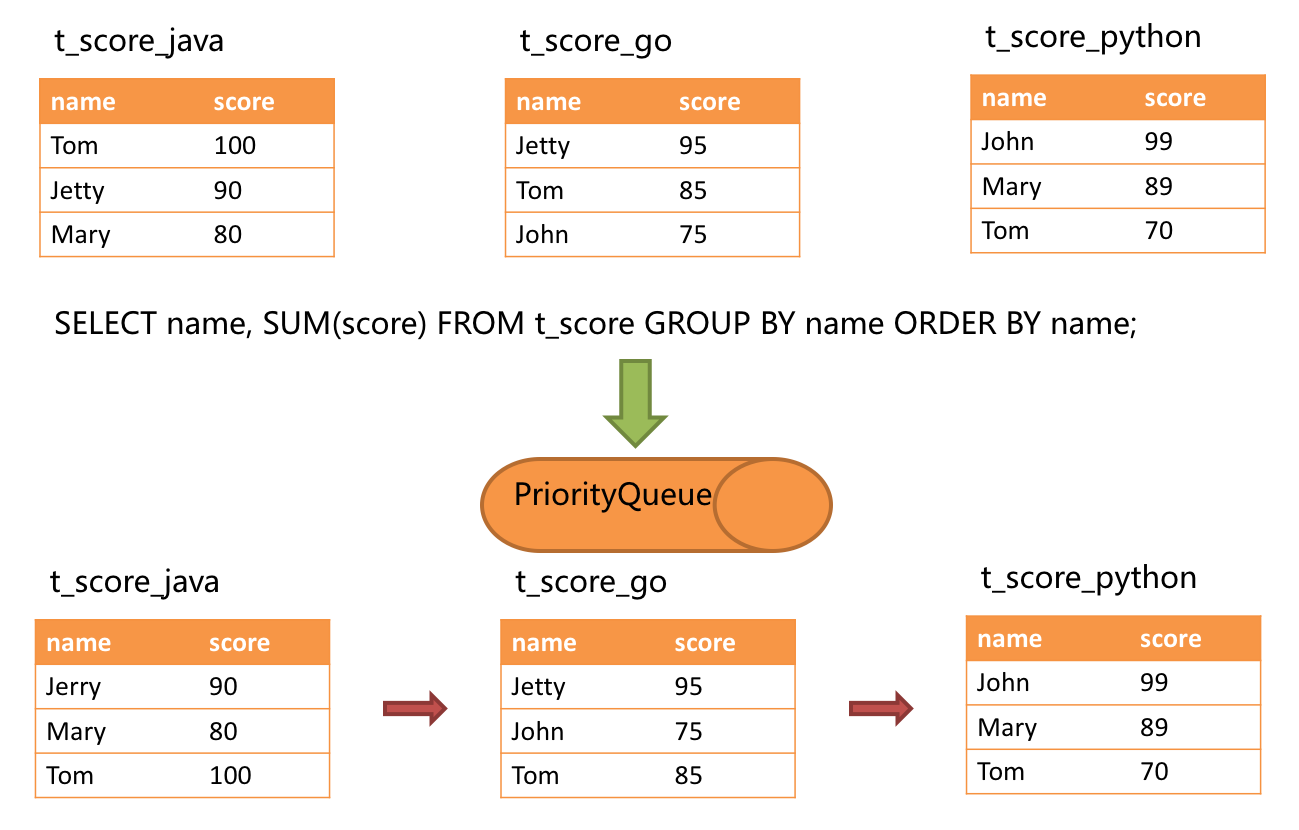 t_score_java t_score_go t_score_python
name score name score name score
Tom 100 Jetty 95 John 99
Jetty 90 Tom 85 Mary 89
Mary 80 John 75 Tom 70
SELECT name, SUM(score) FROM t_score GROUP BY name ORDER BY name;
PriorityQueue
t_score_java t_score_go t_score_python
name score name score name score
Jerry 90 Jetty 95 John 99
Mary 80 John 75 Mary 89
Tom 100 Tom 85 Tom 70